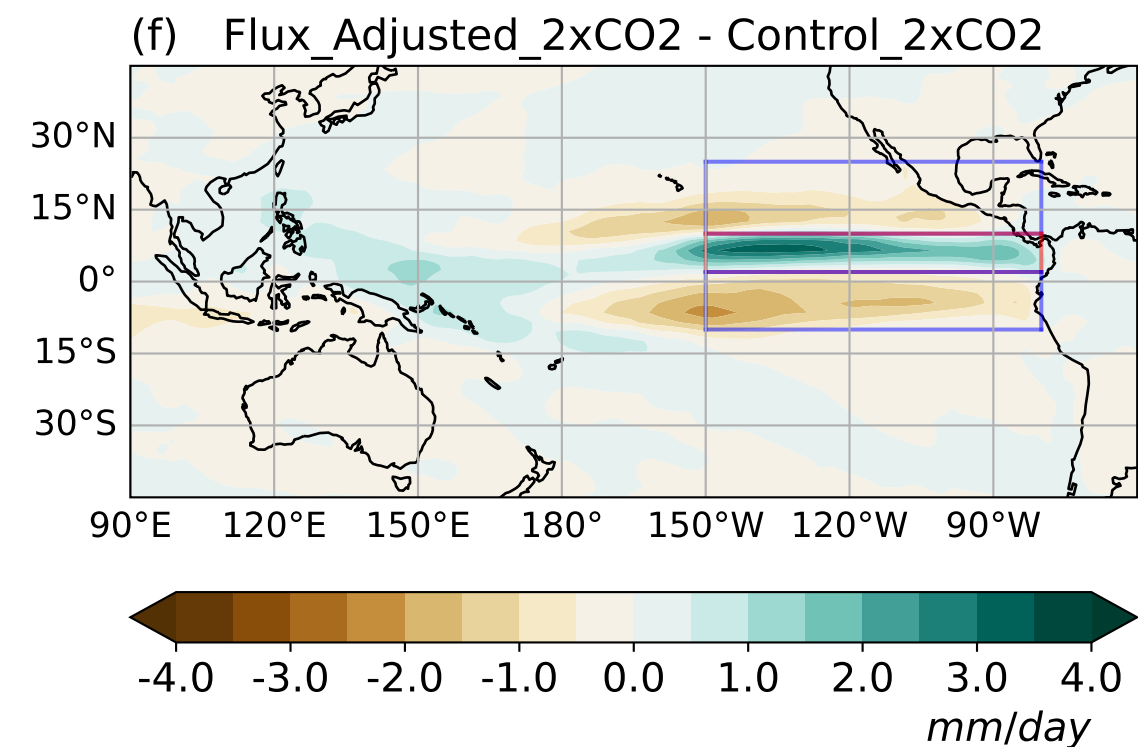 (f) Flux_Adjusted_2xCO2 - Control_2xCO2
30°N
15°N
0°
15°S
30°S
90°E 120°E 150°E 180° 150°W 120°W 90°W
-4.0 -3.0 -2.0 -1.0 0.0 1.0 2.0 3.0 4.0
mm/day